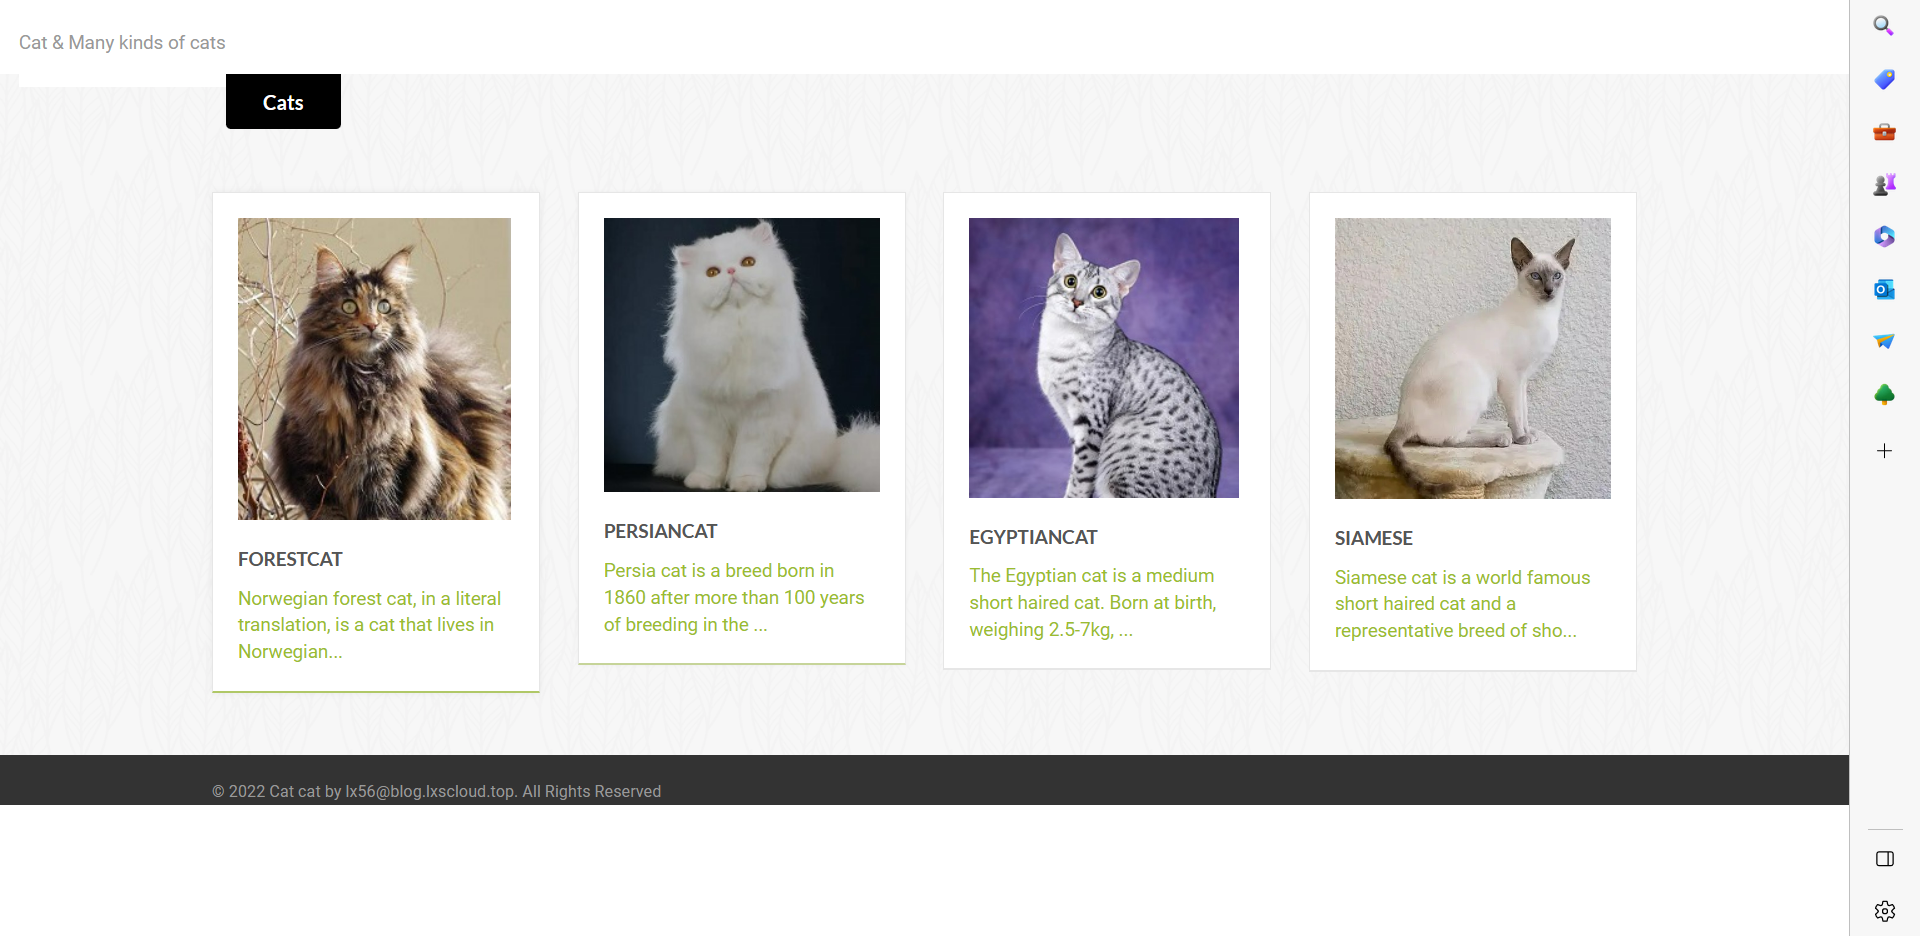 Cat & Many kinds of cats
Cats
FORESTCAT
Norwegian forest cat, in a literal
translation, is a cat that lives in
Norwegian...
PERSIANCAT
Persia cat is a breed born in
1860 after more than 100 years
of breeding in the ...
EGYPTIANCAT
The Egyptian cat is a medium
short haired cat. Born at birth,
weighing 2.5-7kg, ...
SIAMESE
Siamese cat is a world famous
short haired cat and a
representative breed of sho...
© 2022 Cat cat by lx56@blog.lxscloud.top. All Rights Reserved